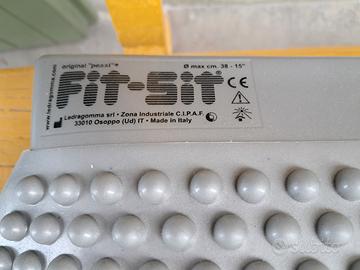 original "pezzi"® Ø max cm. 38 - 15"
www.ledragomma.com
Fit-Sit®
CE
Ledragomma srl • Zona Industriale C.I.P.A.F.
33010 Osoppo (Ud) IT • Made in Italy
subito